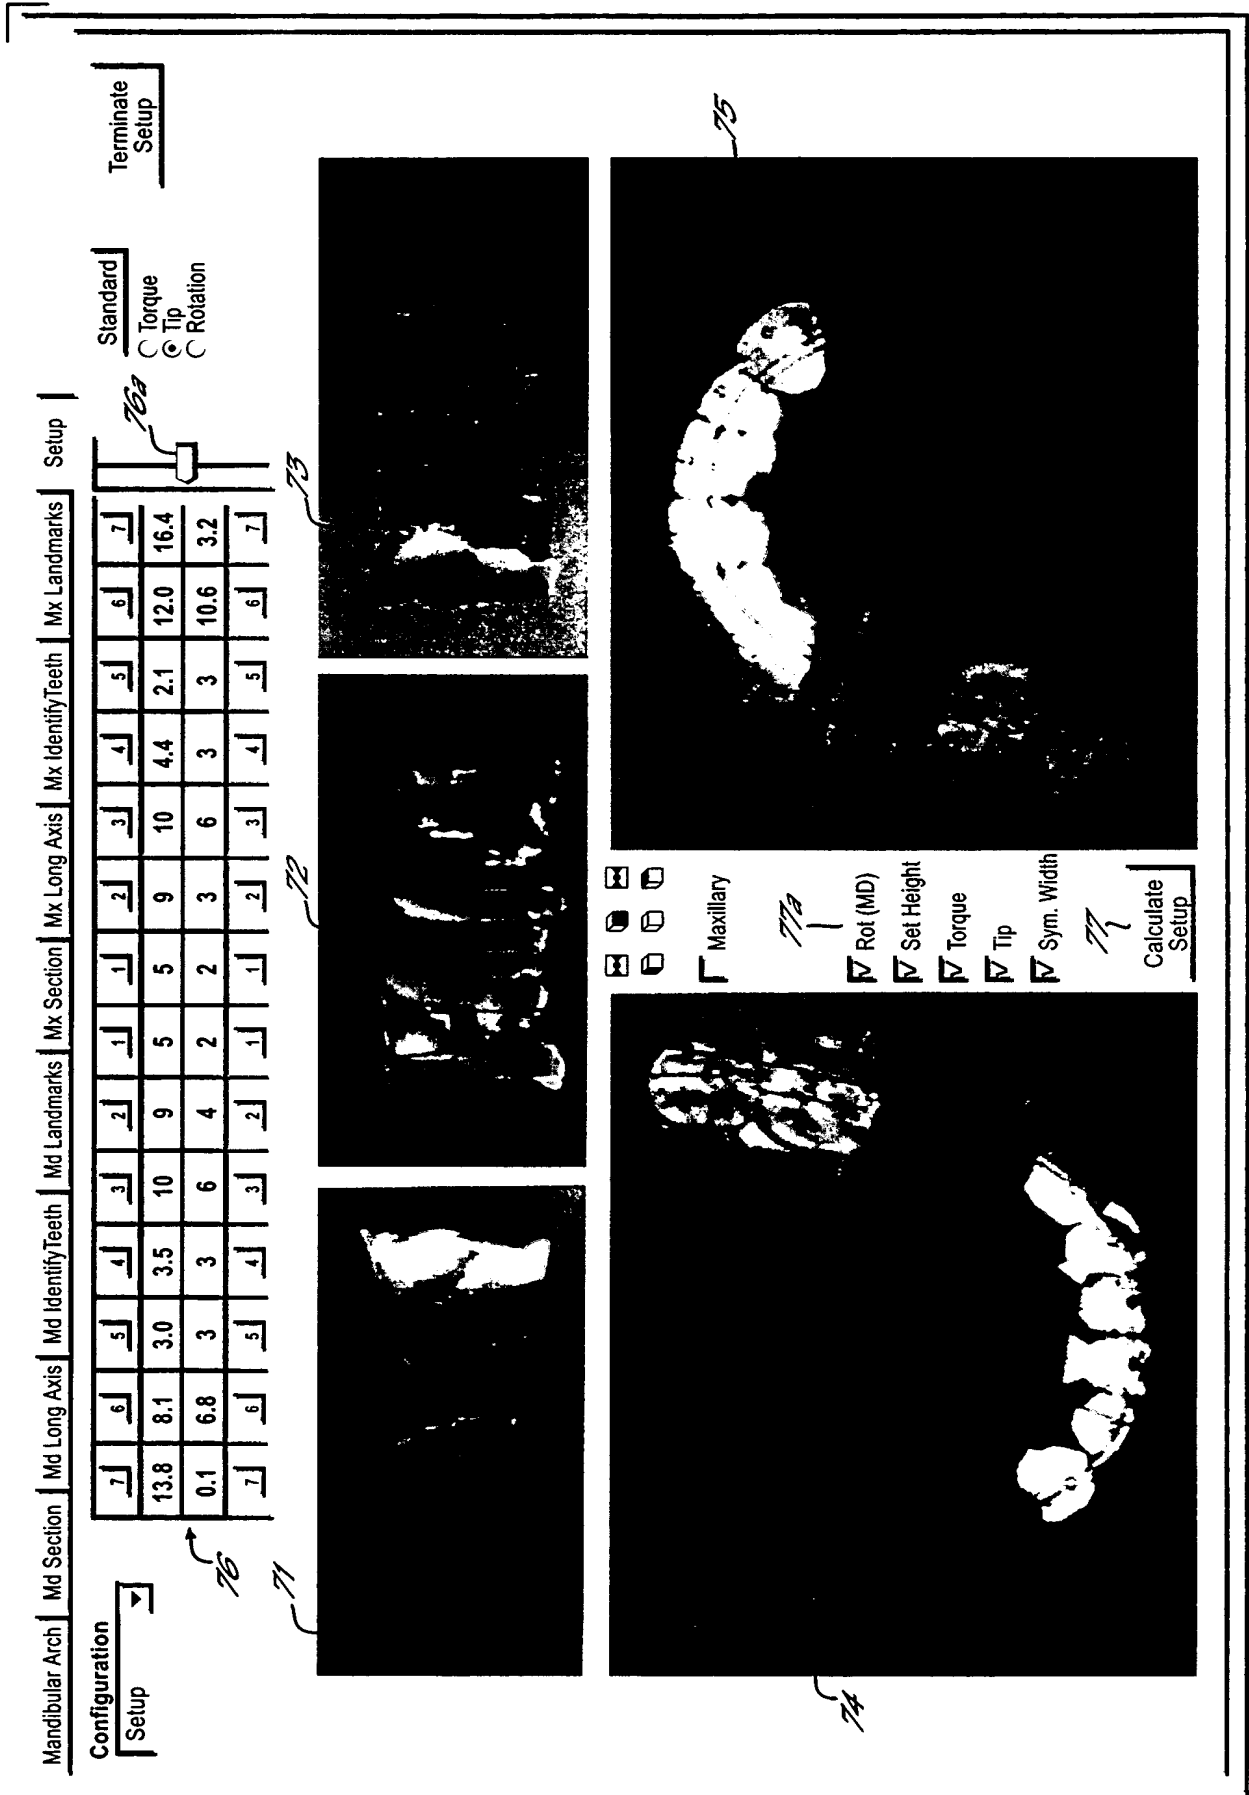 Mandibular Arch Md Section Md Long Axis Md IdentifyTeeth Md Landmarks Mx Section Mx Long Axis Mx IdentifyTeeth Mx Landmarks Setup
Configuration
Setup
7 6 5 4 3 2 1 1 2 3 4 5 6 7
13.8 8.1 3.0 3.5 10 9 5 5 9 10 4.4 2.1 12.0 16.4
0.1 6.8 3 3 6 4 2 2 3 6 3 3 10.6 3.2
7 6 5 4 3 2 1 1 2 3 4 5 6 7
76
76a
Standard
Torque
Tip
Rotation
Terminate
Setup
71
72
73
74
Maxillary
77a
Rot (MD)
Set Height
Torque
Tip
Sym. Width
77
Calculate
Setup
75